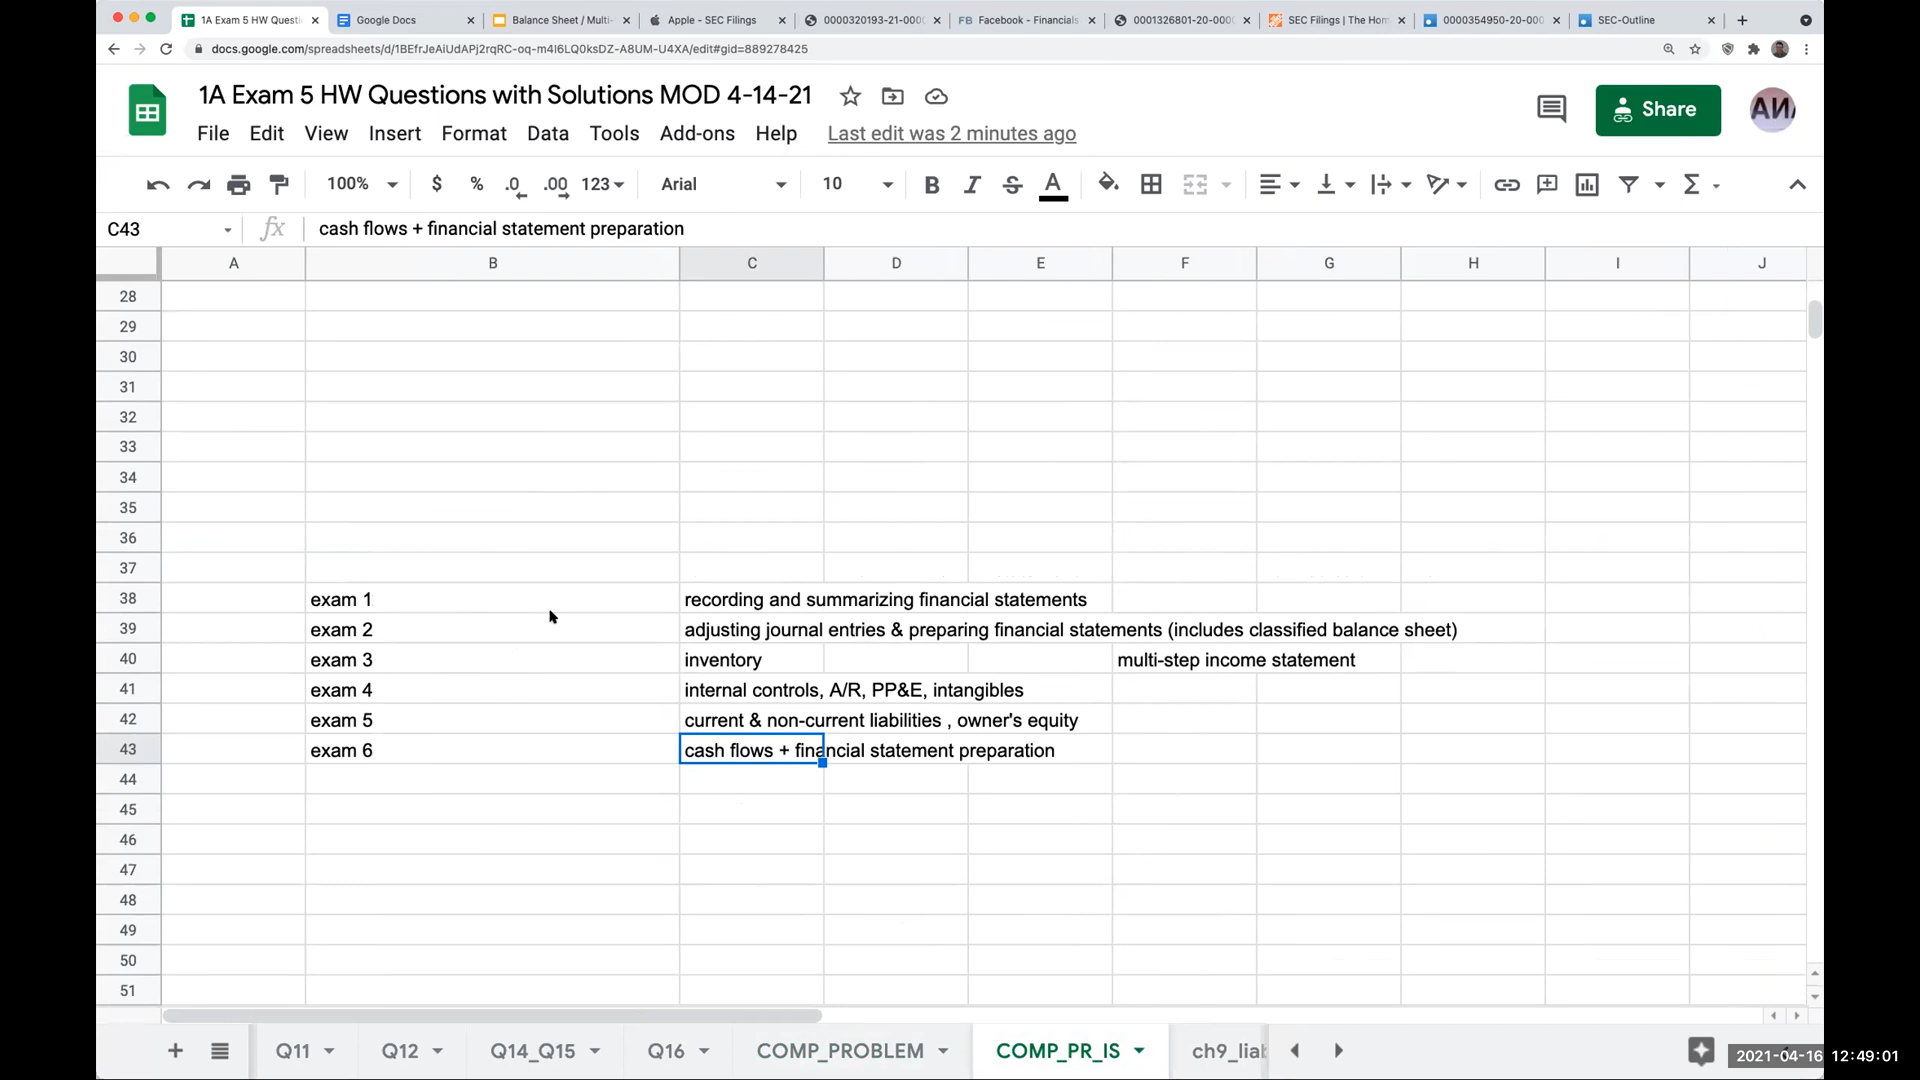 1A Exam 5 HW Questi
Google Docs
Balance Sheet / Multi-
Apple - SEC Filings
0000320193-21-000
Facebook - Financials
0001326801-20-000
SEC Filings | The Hom
0000354950-20-000
SEC-Outline
docs.google.com/spreadsheets/d/1BEfrJeAiUdAPj2rqRC-oq-m4l6LQ0ksDZ-A8UM-U4XA/edit#gid=889278425
1A Exam 5 HW Questions with Solutions MOD 4-14-21
Share
File Edit View Insert Format Data Tools Add-ons Help Last edit was 2 minutes ago
100% $ % .0 .00 123 Arial 10 B I S A Σ
C43 fx cash flows + financial statement preparation
A B C D E F G H I J
28
29
30
31
32
33
34
35
36
37
38 exam 1 recording and summarizing financial statements
39 exam 2 adjusting journal entries & preparing financial statements (includes classified balance sheet)
40 exam 3 inventory multi-step income statement
41 exam 4 internal controls, A/R, PP&E, intangibles
42 exam 5 current & non-current liabilities , owner's equity
43 exam 6 cash flows + financial statement preparation
44
45
46
47
48
49
50
51
Q11 Q12 Q14_Q15 Q16 COMP_PROBLEM COMP_PR_IS ch9_liab
2021-04-16 12:49:01